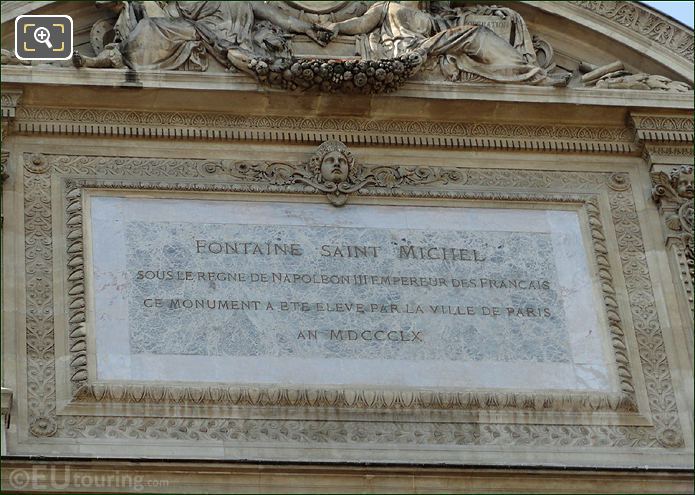 FONTAINE SAINT MICHEL
SOUS LE REGNE DE NAPOLEON III EMPEREUR DES FRANCAIS
CE MONUMENT A ETE ELEVE PAR LA VILLE DE PARIS
AN MDCCCLX
©EUtouring.com